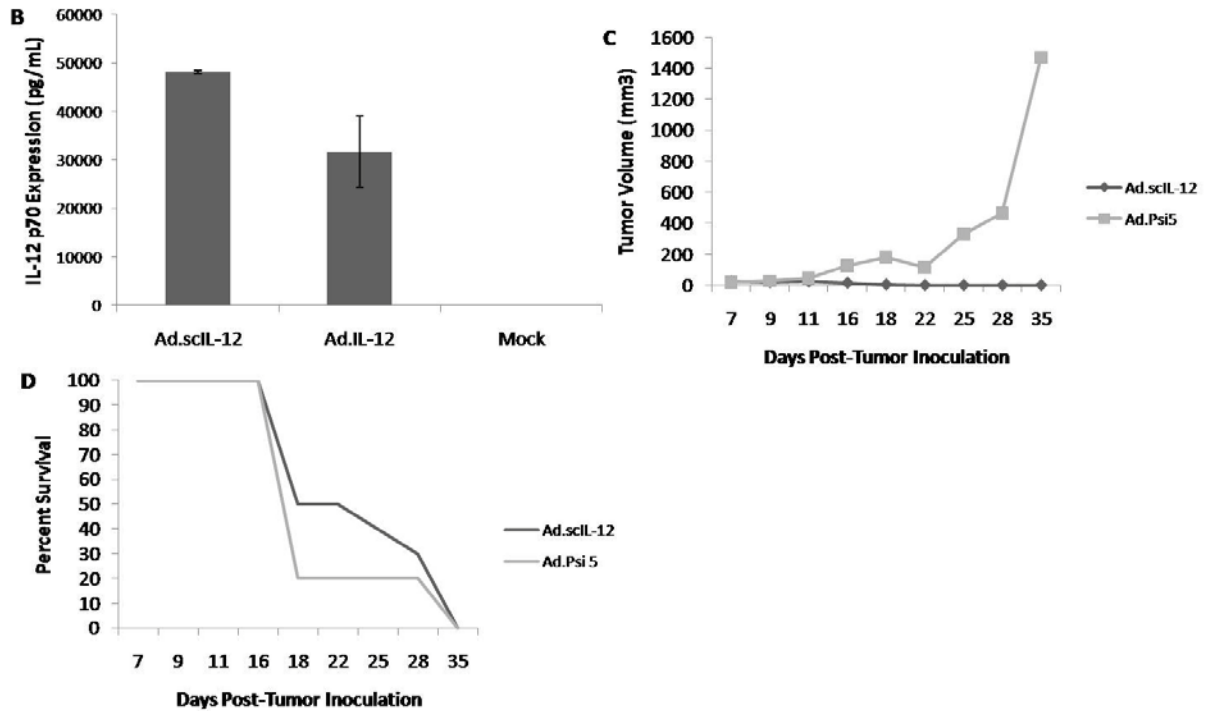 B
IL-12 p70 Expression (pg/mL)
60000
50000
40000
30000
20000
10000
0
Ad.scIL-12 Ad.IL-12 Mock
C
Tumor Volume (mm3)
1600
1400
1200
1000
800
600
400
200
0
7 9 11 16 18 22 25 28 35
Days Post-Tumor Inoculation
Ad.scIL-12
Ad.Psi5
D
Percent Survival
100
90
80
70
60
50
40
30
20
10
0
7 9 11 16 18 22 25 28 35
Days Post-Tumor Inoculation
Ad.scIL-12
Ad.Psi 5